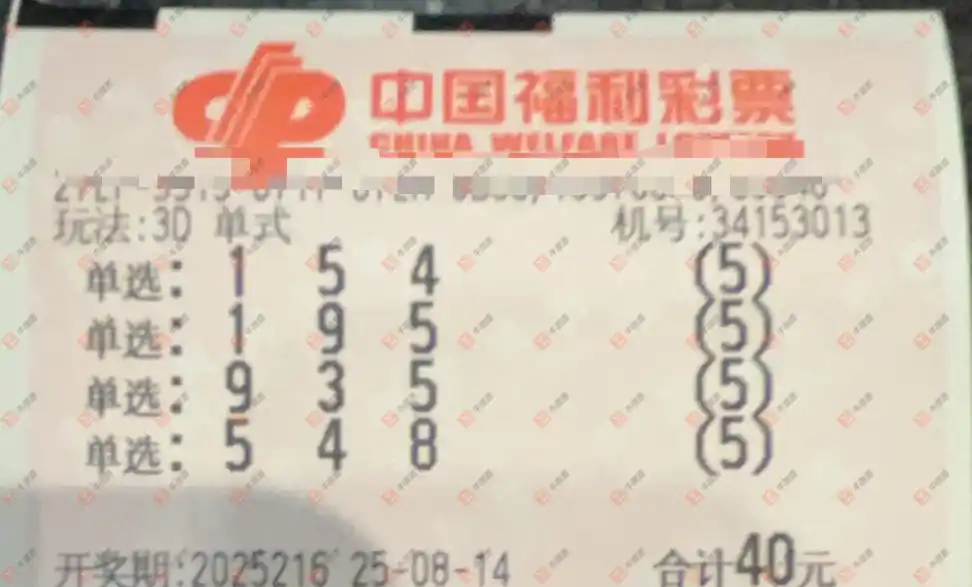 中国福利彩票
CHINA WELFARE
玩法:3D 单式 机号:34153013
单选: 1 5 4 (5)
单选: 1 9 5 (5)
单选: 9 3 5 (5)
单选: 5 4 8 (5)
开奖期:2025216 25-08-14 合计40元